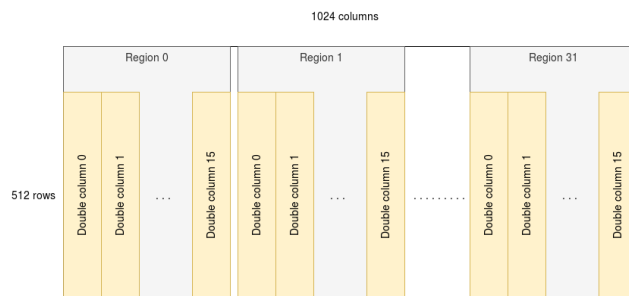 1024 columns
Region 0
Region 1
Region 31
Double column 0
Double column 1
. . .
Double column 15
Double column 0
Double column 1
. . .
Double column 15
. . . . . . . . .
Double column 0
Double column 1
. . .
Double column 15
512 rows